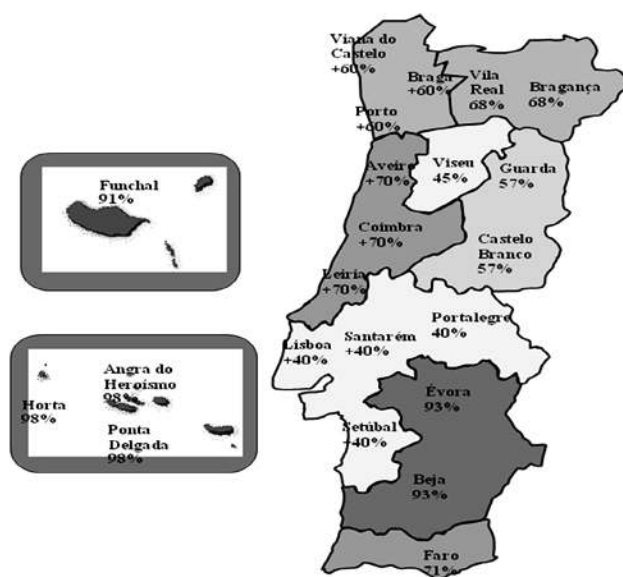 Viana do
Castelo
+60%
Braga
+60%
Vila
Real
68%
Bragança
68%
Porto
+60%
Aveiro
+70%
Viseu
45%
Guarda
57%
Funchal
91%
Coimbra
+70%
Castelo
Branco
57%
Leiria
+70%
Lisboa
+40%
Santarém
+40%
Portalegre
40%
Angra do
Heroísmo
98%
Horta
98%
Ponta
Delgada
98%
Évora
93%
Setúbal
+40%
Beja
93%
Faro
71%